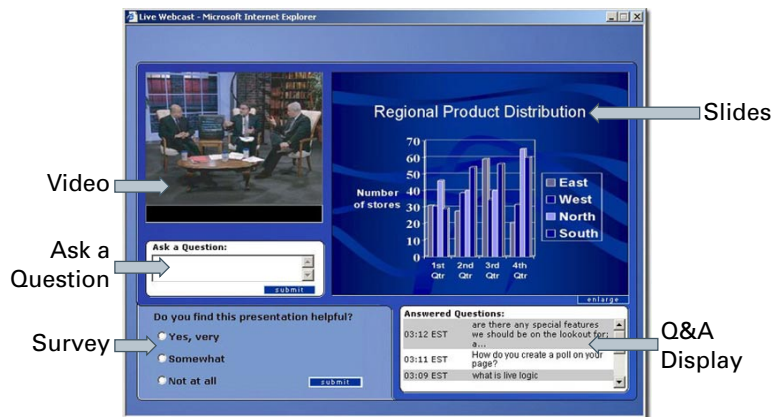 Live Webcast - Microsoft Internet Explorer
Regional Product Distribution
Slides
70
60
50
40
30
20
10
0
Number
of stores
1st
Qtr
2nd
Qtr
3rd
Qtr
4th
Qtr
East
West
North
South
Video
Ask a
Question
Ask a Question:
submit
enlarge
Survey
Do you find this presentation helpful?
Yes, very
Somewhat
Not at all
submit
Answered Questions:
03:12 EST
are there any special features
we should be on the lookout for;
a...
03:11 EST
How do you create a poll on your
page?
03:09 EST
what is live logic
Q&A
Display